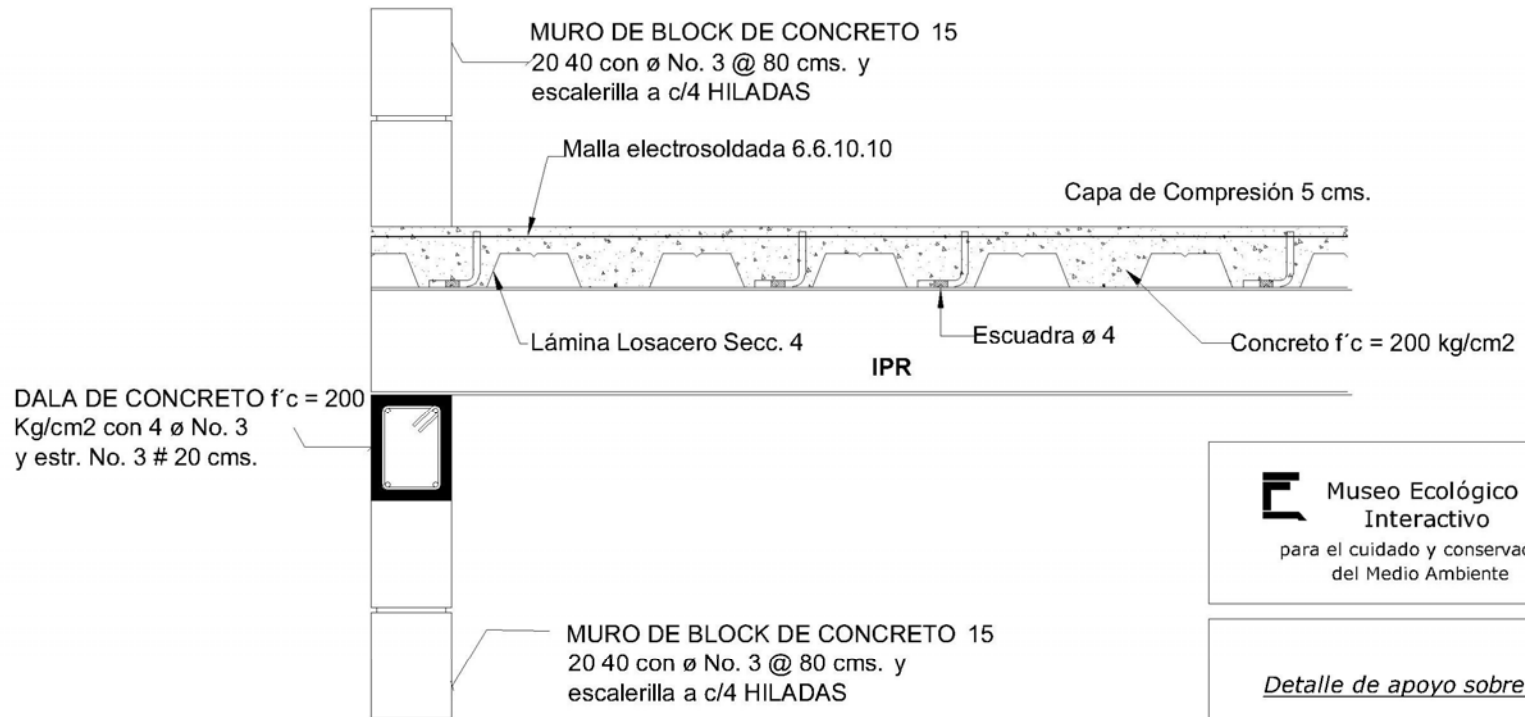 MURO DE BLOCK DE CONCRETO 15
20 40 con ø No. 3 @ 80 cms. y
escalerilla a c/4 HILADAS
Malla electrosoldada 6.6.10.10
Capa de Compresión 5 cms.
Lámina Losacero Secc. 4
Escuadra ø 4
Concreto f´c = 200 kg/cm2
IPR
DALA DE CONCRETO f´c = 200
Kg/cm2 con 4 ø No. 3
y estr. No. 3 # 20 cms.
Museo Ecológico
Interactivo
para el cuidado y
del Medio Ambiente
MURO DE BLOCK DE CONCRETO 15
20 40 con ø No. 3 @ 80 cms. y
escalerilla a c/4 HILADAS
Detalle de apoyo sobre